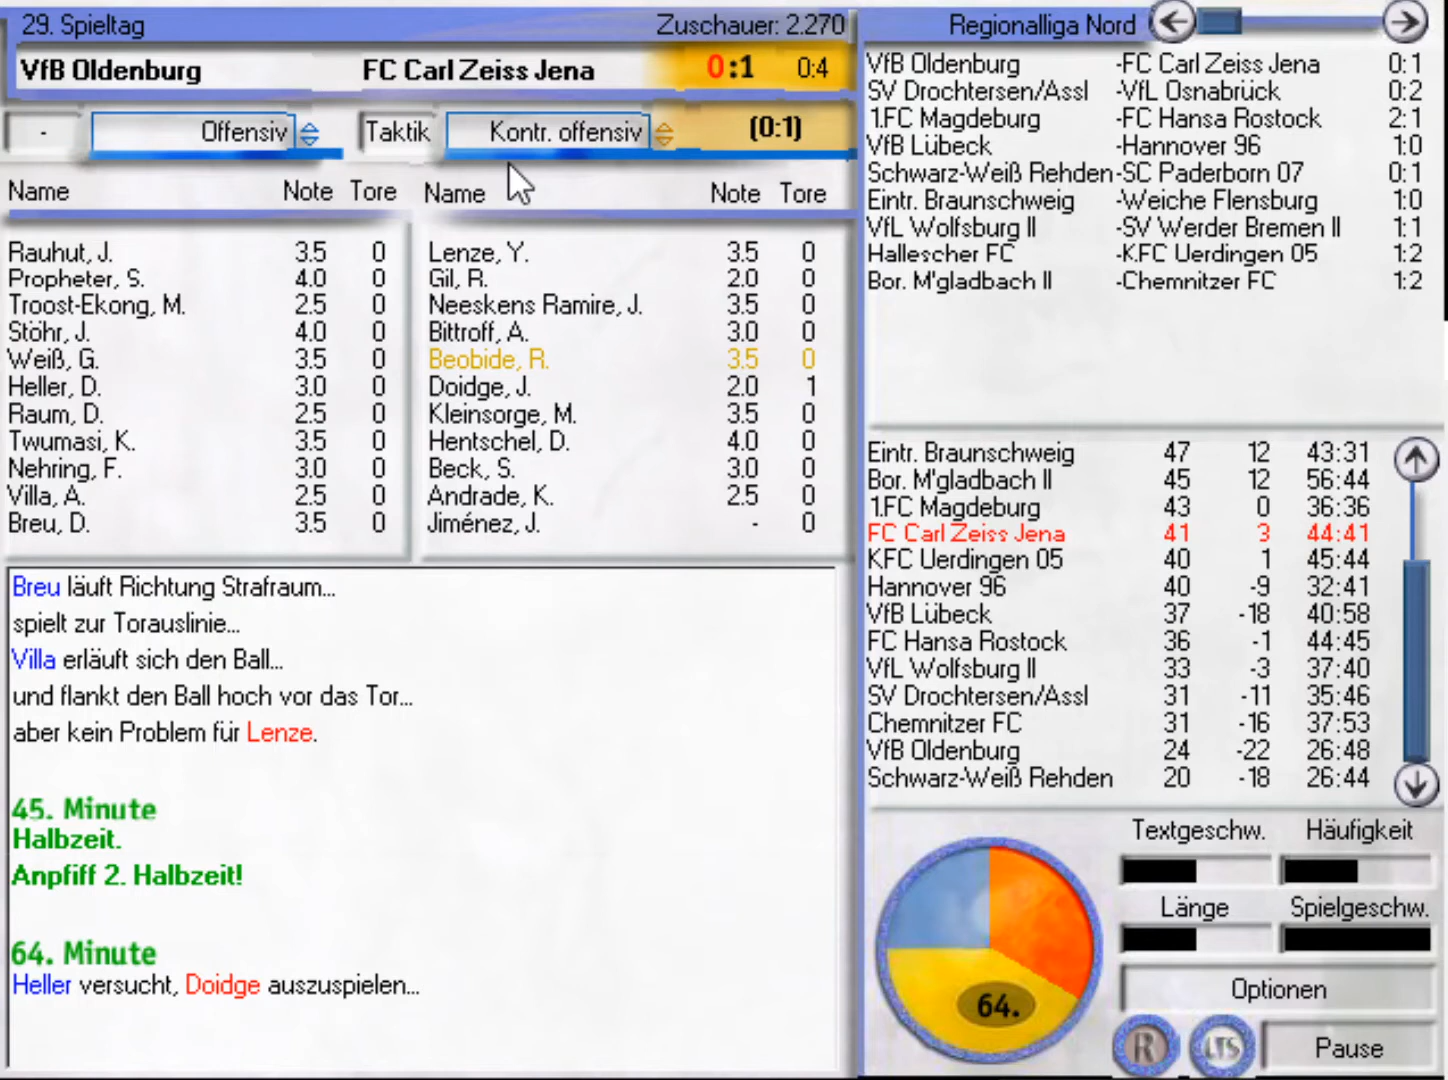 29. Spieltag Zuschauer: 2.270
VfB Oldenburg FC Carl Zeiss Jena 0:1 0:4
- Offensiv Taktik Kontr. offensiv (0:1)
Name Note Tore Name Note Tore
Rauhut, J. 3.5 0 Lenze, Y. 3.5 0
Propheter, S. 4.0 0 Gil, R. 2.0 0
Troost-Ekong, M. 2.5 0 Neeskens Ramire, J. 3.5 0
Stöhr, J. 4.0 0 Bittroff, A. 3.0 0
Weiß, G. 3.5 0 Beobide, R. 3.5 0
Heller, D. 3.0 0 Doidge, J. 2.0 1
Raum, D. 2.5 0 Kleinsorge, M. 3.5 0
Twumasi, K. 3.5 0 Hentschel, D. 4.0 0
Nehring, F. 3.0 0 Beck, S. 3.0 0
Villa, A. 2.5 0 Andrade, K. 2.5 0
Breu, D. 3.5 0 Jiménez, J. - 0
Breu läuft Richtung Strafraum...
spielt zur Torauslinie...
Villa erläuft sich den Ball...
und flankt den Ball hoch vor das Tor...
aber kein Problem für Lenze.
45. Minute
Halbzeit.
Anpfiff 2. Halbzeit!
64. Minute
Heller versucht, Doidge auszuspielen...
Regionalliga Nord
VfB Oldenburg -FC Carl Zeiss Jena 0:1
SV Drochtersen/Assl -VfL Osnabrück 0:2
1.FC Magdeburg -FC Hansa Rostock 2:1
VfB Lübeck -Hannover 96 1:0
Schwarz-Weiß Rehden -SC Paderborn 07 0:1
Eintr. Braunschweig -Weiche Flensburg 1:0
VfL Wolfsburg II -SV Werder Bremen II 1:1
Hallescher FC -KFC Uerdingen 05 1:2
Bor. M'gladbach II -Chemnitzer FC 1:2
Eintr. Braunschweig 47 12 43:31
Bor. M'gladbach II 45 12 56:44
1.FC Magdeburg 43 0 36:36
FC Carl Zeiss Jena 41 3 44:41
KFC Uerdingen 05 40 1 45:44
Hannover 96 40 -9 32:41
VfB Lübeck 37 -18 40:58
FC Hansa Rostock 36 -1 44:45
VfL Wolfsburg II 33 -3 37:40
SV Drochtersen/Assl 31 -11 35:46
Chemnitzer FC 31 -16 37:53
VfB Oldenburg 24 -22 26:48
Schwarz-Weiß Rehden 20 -18 26:44
Textgeschw. Häufigkeit
Länge Spielgeschw.
64.
Optionen
R LTS Pause